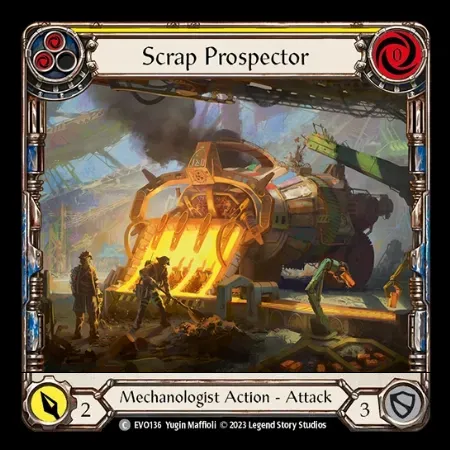 Scrap Prospector
0
2
Mechanologist Action - Attack
3
C EVO136 Yugin Maffioli © 2023 Legend Story Studios